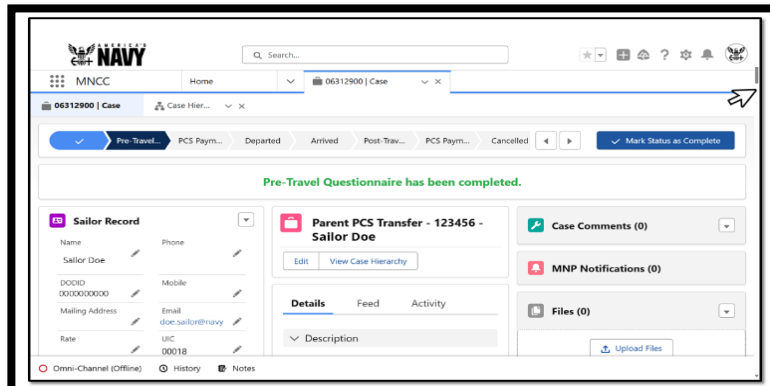 AMERICA'S
NAVY
Search...
MNCC
Home
06312900 | Case
06312900 | Case
Case Hier...
Pre-Travel...
PCS Paym...
Departed
Arrived
Post-Trav...
PCS Paym...
Cancelled
Mark Status as Complete
Pre-Travel Questionnaire has been completed.
Sailor Record
Name
Phone
Sailor Doe
DODID
Mobile
0000000000
Mailing Address
Email
doe.sailor@navy
Rate
UIC
00018
Parent PCS Transfer - 123456 -
Sailor Doe
Edit
View Case Hierarchy
Details
Feed
Activity
Description
Case Comments (0)
MNP Notifications (0)
Files (0)
Upload Files
Omni-Channel (Offline)
History
Notes